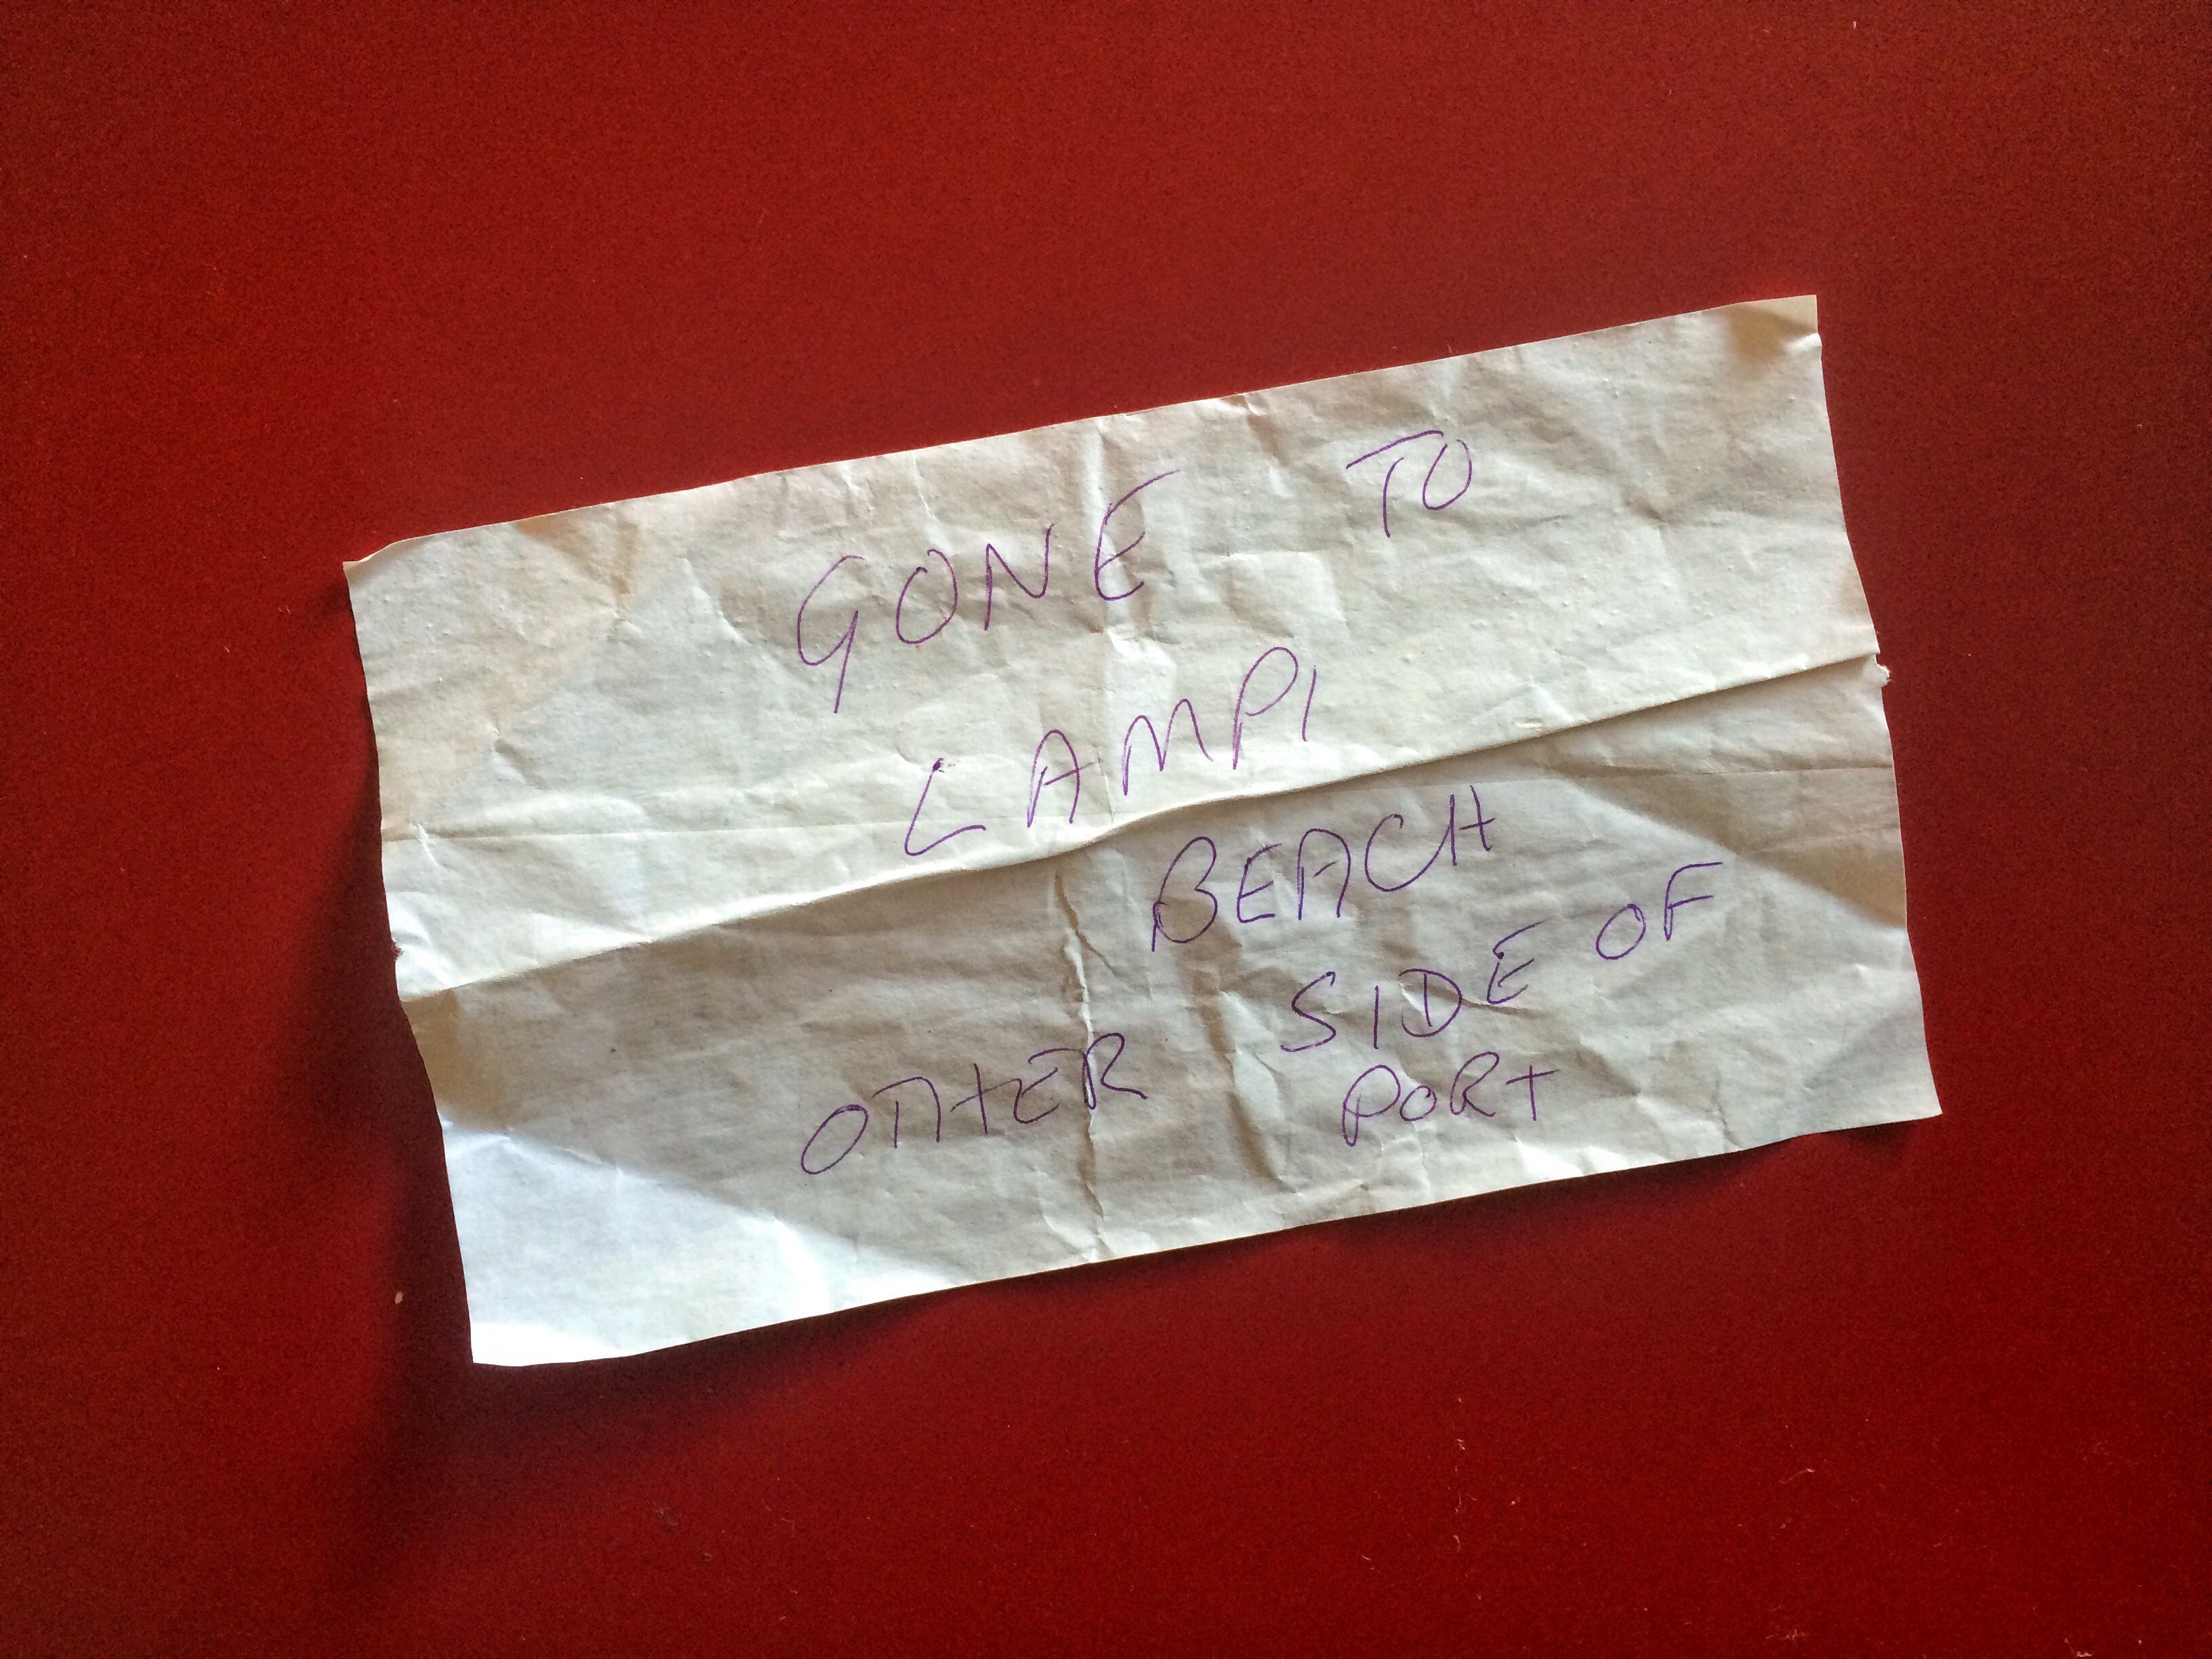 GONE TO
LAMPI
BEACH
OTHER SIDE OF
PORT